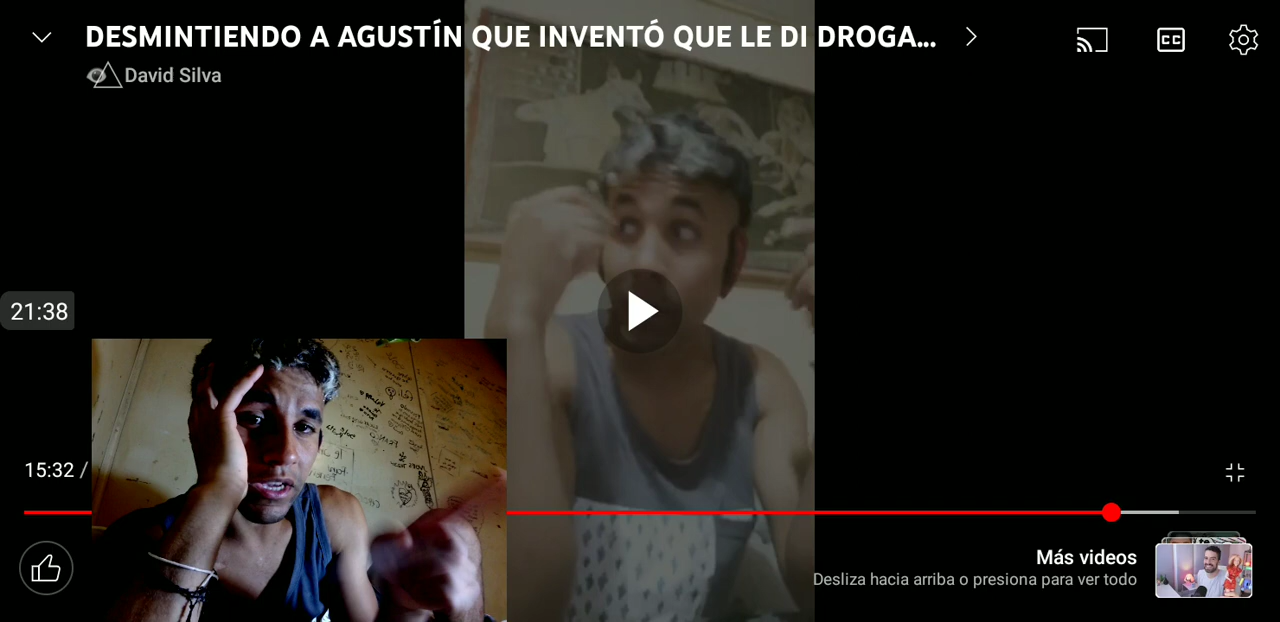 DESMINTIENDO A AGUSTÍN QUE INVENTÓ QUE LE DI DROGA...
CC
David Silva
21:38
15:32 /
Más videos
Desliza hacia arriba o presiona para ver todo